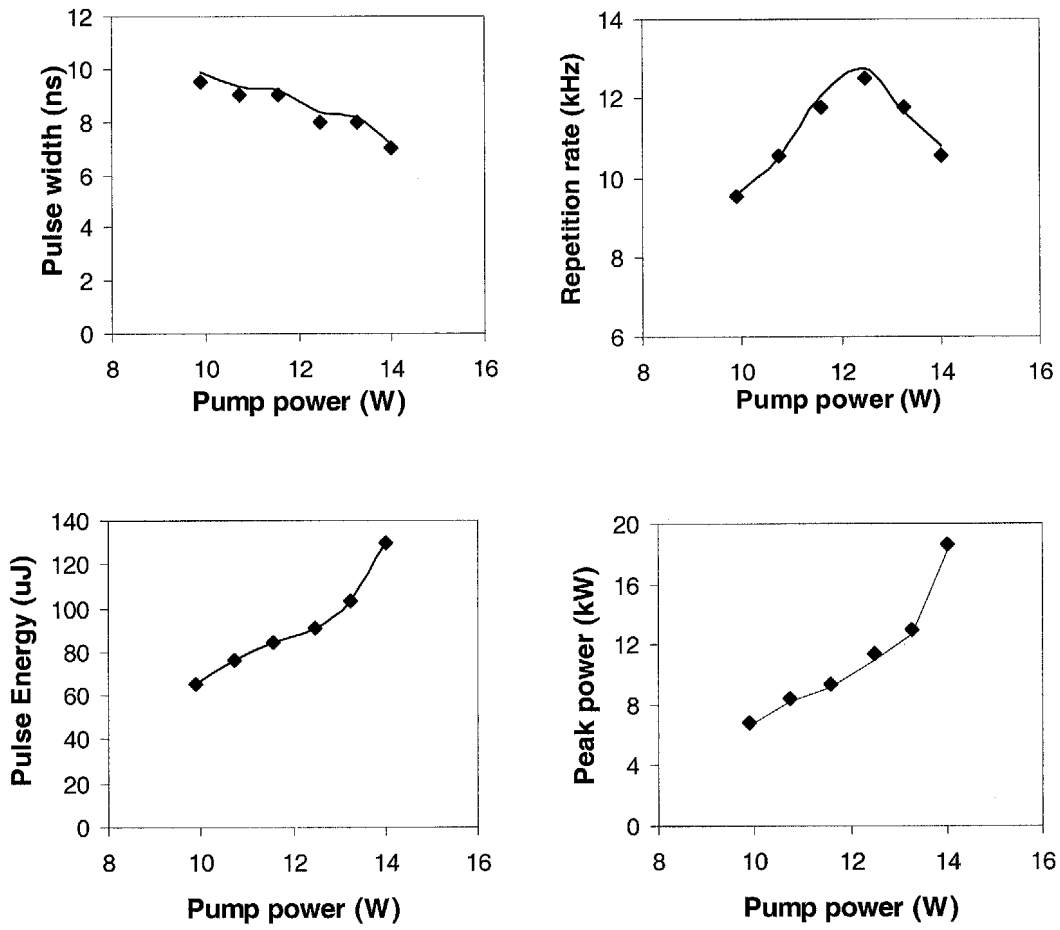 Pulse width (ns)
12
10
8
6
4
2
0
8 10 12 14 16
Pump power (W)
Repetition rate (kHz)
14
12
10
8
6
8 10 12 14 16
Pump power (W)
Pulse Energy (uJ)
140
120
100
80
60
40
20
0
8 10 12 14 16
Pump power (W)
Peak power (kW)
20
16
12
8
4
0
8 10 12 14 16
Pump power (W)